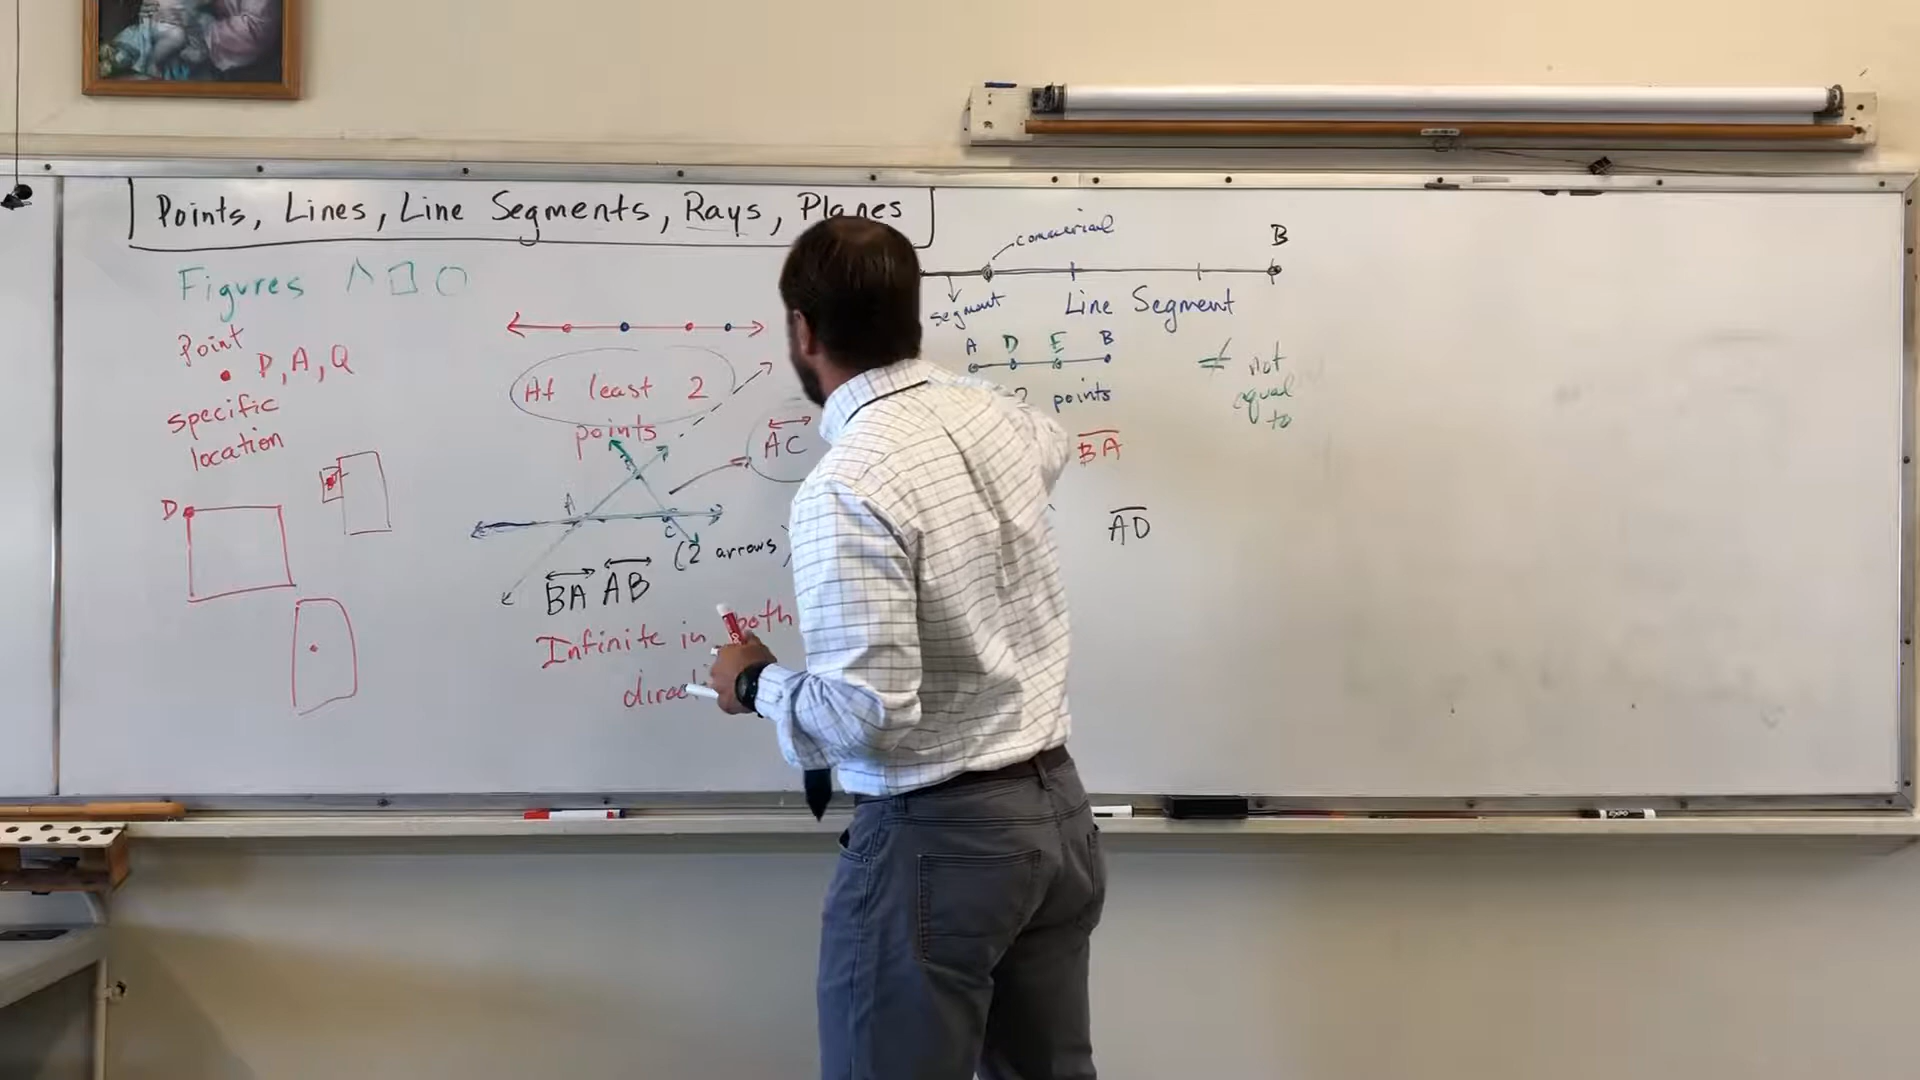 Points, Lines, Line Segments, Rays, Planes
Figures
Point
P, A, Q
specific
location
D
At least 2
points
AC
A
C
(2 arrows)
BA AB
Infinite in both
commercial
B
segment
Line Segment
A D E B
2 points
BA
AD
≠ not
equal
to